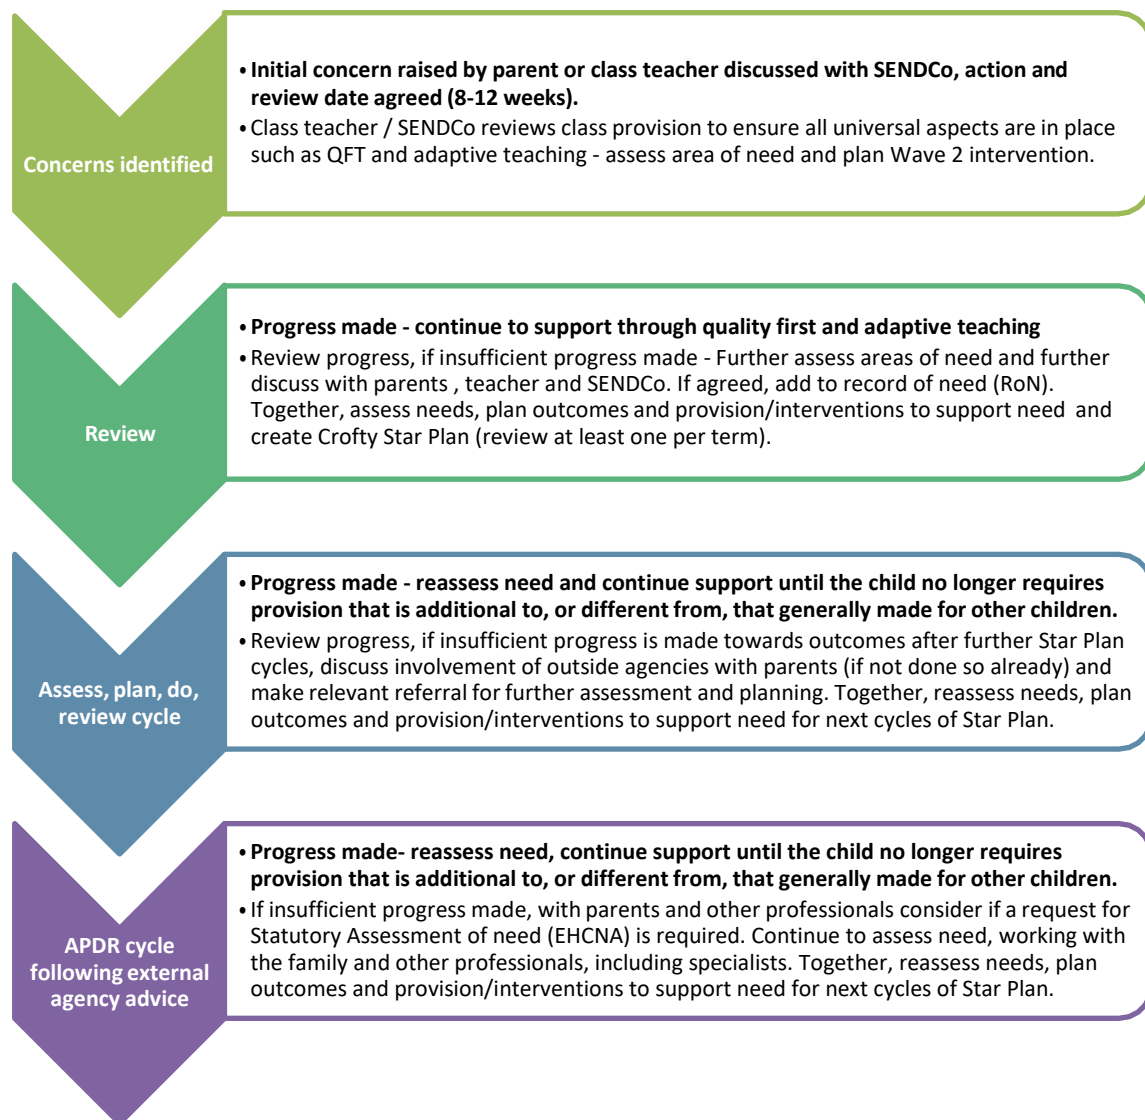 Concerns identified
• Initial concern raised by parent or class teacher discussed with SENDCo, action and
review date agreed (8-12 weeks).
• Class teacher / SENDCo reviews class provision to ensure all universal aspects are in place
such as QFT and adaptive teaching - assess area of need and plan Wave 2 intervention.
Review
• Progress made - continue to support through quality first and adaptive teaching
• Review progress, if insufficient progress made - Further assess areas of need and further
discuss with parents , teacher and SENDCo. If agreed, add to record of need (RoN).
Together, assess needs, plan outcomes and provision/interventions to support need and
create Crofty Star Plan (review at least one per term).
Assess, plan, do,
review cycle
• Progress made - reassess need and continue support until the child no longer requires
provision that is additional to, or different from, that generally made for other children.
• Review progress, if insufficient progress is made towards outcomes after further Star Plan
cycles, discuss involvement of outside agencies with parents (if not done so already) and
make relevant referral for further assessment and planning. Together, reassess needs, plan
outcomes and provision/interventions to support need for next cycles of Star Plan.
APDR cycle
following external
agency advice
• Progress made- reassess need, continue support until the child no longer requires
provision that is additional to, or different from, that generally made for other children.
• If insufficient progress made, with parents and other professionals consider if a request for
Statutory Assessment of need (EHCNA) is required. Continue to assess need, working with
the family and other professionals, including specialists. Together, reassess needs, plan
outcomes and provision/interventions to support need for next cycles of Star Plan.